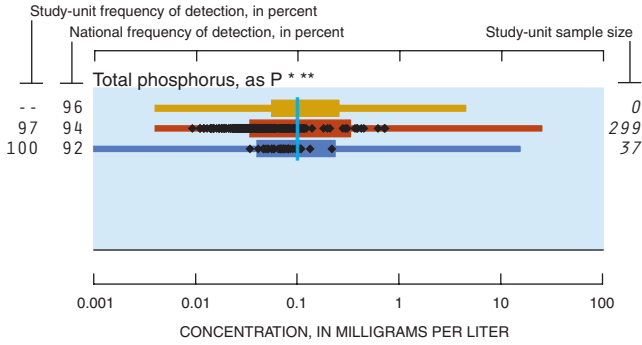 Study-unit frequency of detection, in percent
National frequency of detection, in percent
Study-unit sample size
Total phosphorus, as P * **
-- 96 0
97 94 299
100 92 37
0.001 0.01 0.1 1 10 100
CONCENTRATION, IN MILLIGRAMS PER LITER